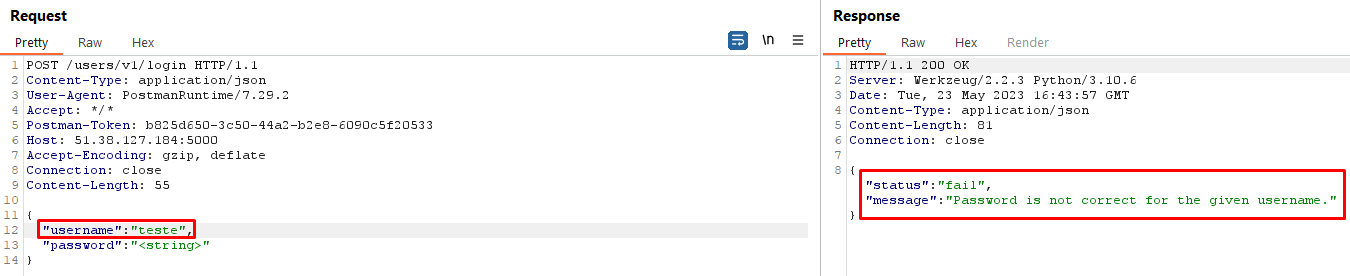 Request
Pretty Raw Hex
\n
1 POST /users/v1/login HTTP/1.1
2 Content-Type: application/json
3 User-Agent: PostmanRuntime/7.29.2
4 Accept: */*
5 Postman-Token: b825d650-3c50-44a2-b2e8-6090c5f20533
6 Host: 51.38.127.184:5000
7 Accept-Encoding: gzip, deflate
8 Connection: close
9 Content-Length: 55
10
11 {
12 "username":"teste",
13 "password":"<string>"
14 }
Response
Pretty Raw Hex Render
1 HTTP/1.1 200 OK
2 Server: Werkzeug/2.2.3 Python/3.10.6
3 Date: Tue, 23 May 2023 16:43:57 GMT
4 Content-Type: application/json
5 Content-Length: 81
6 Connection: close
7
8 {
"status":"fail",
"message":"Password is not correct for the given username."
}